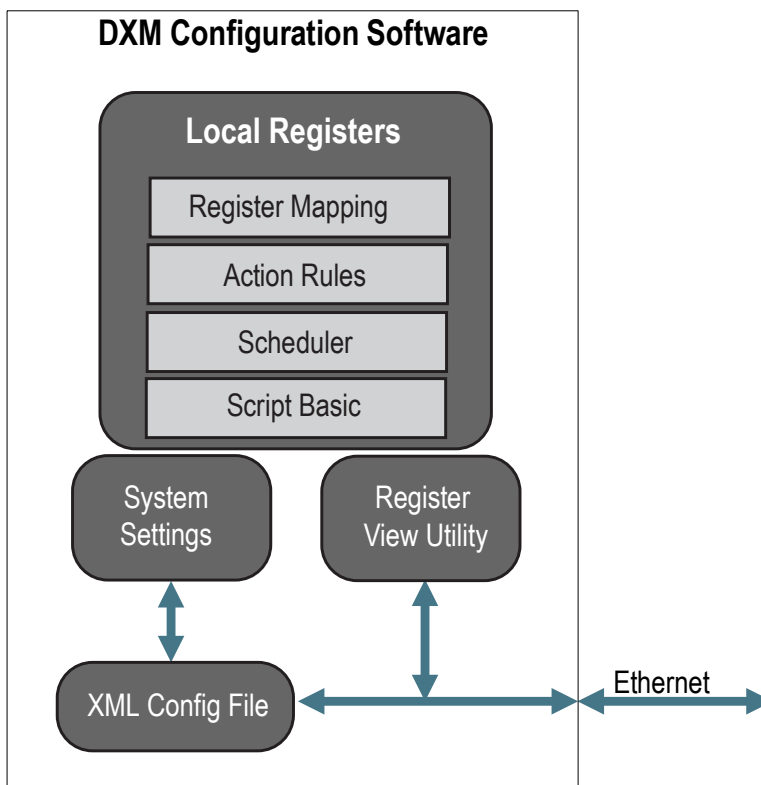 DXM Configuration Software
Local Registers
Register Mapping
Action Rules
Scheduler
Script Basic
System
Settings
Register
View Utility
XML Config File
Ethernet